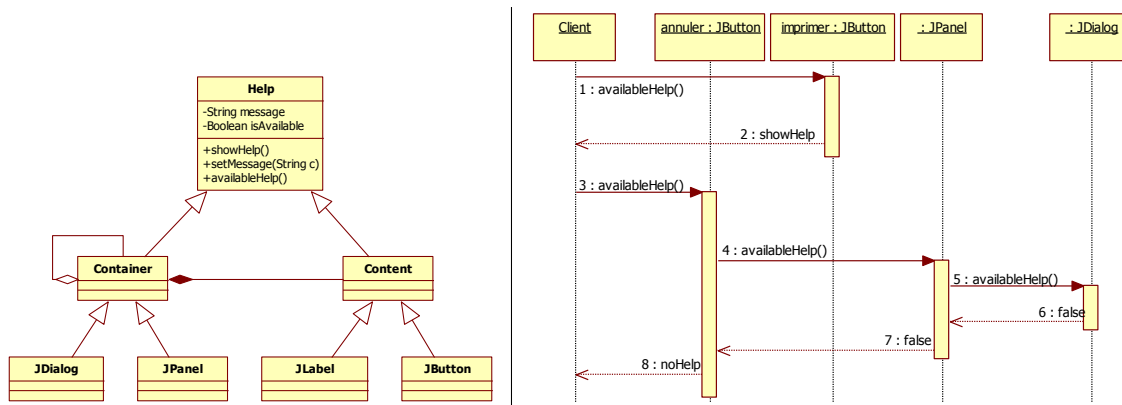 Help
-String message
-Boolean isAvailable
+showHelp()
+setMessage(String c)
+availableHelp()
Container
Content
JDialog
JPanel
JLabel
JButton
Client
annuler : JButton
imprimer : JButton
: JPanel
: JDialog
1 : availableHelp()
2 : showHelp
3 : availableHelp()
4 : availableHelp()
5 : availableHelp()
6 : false
7 : false
8 : noHelp